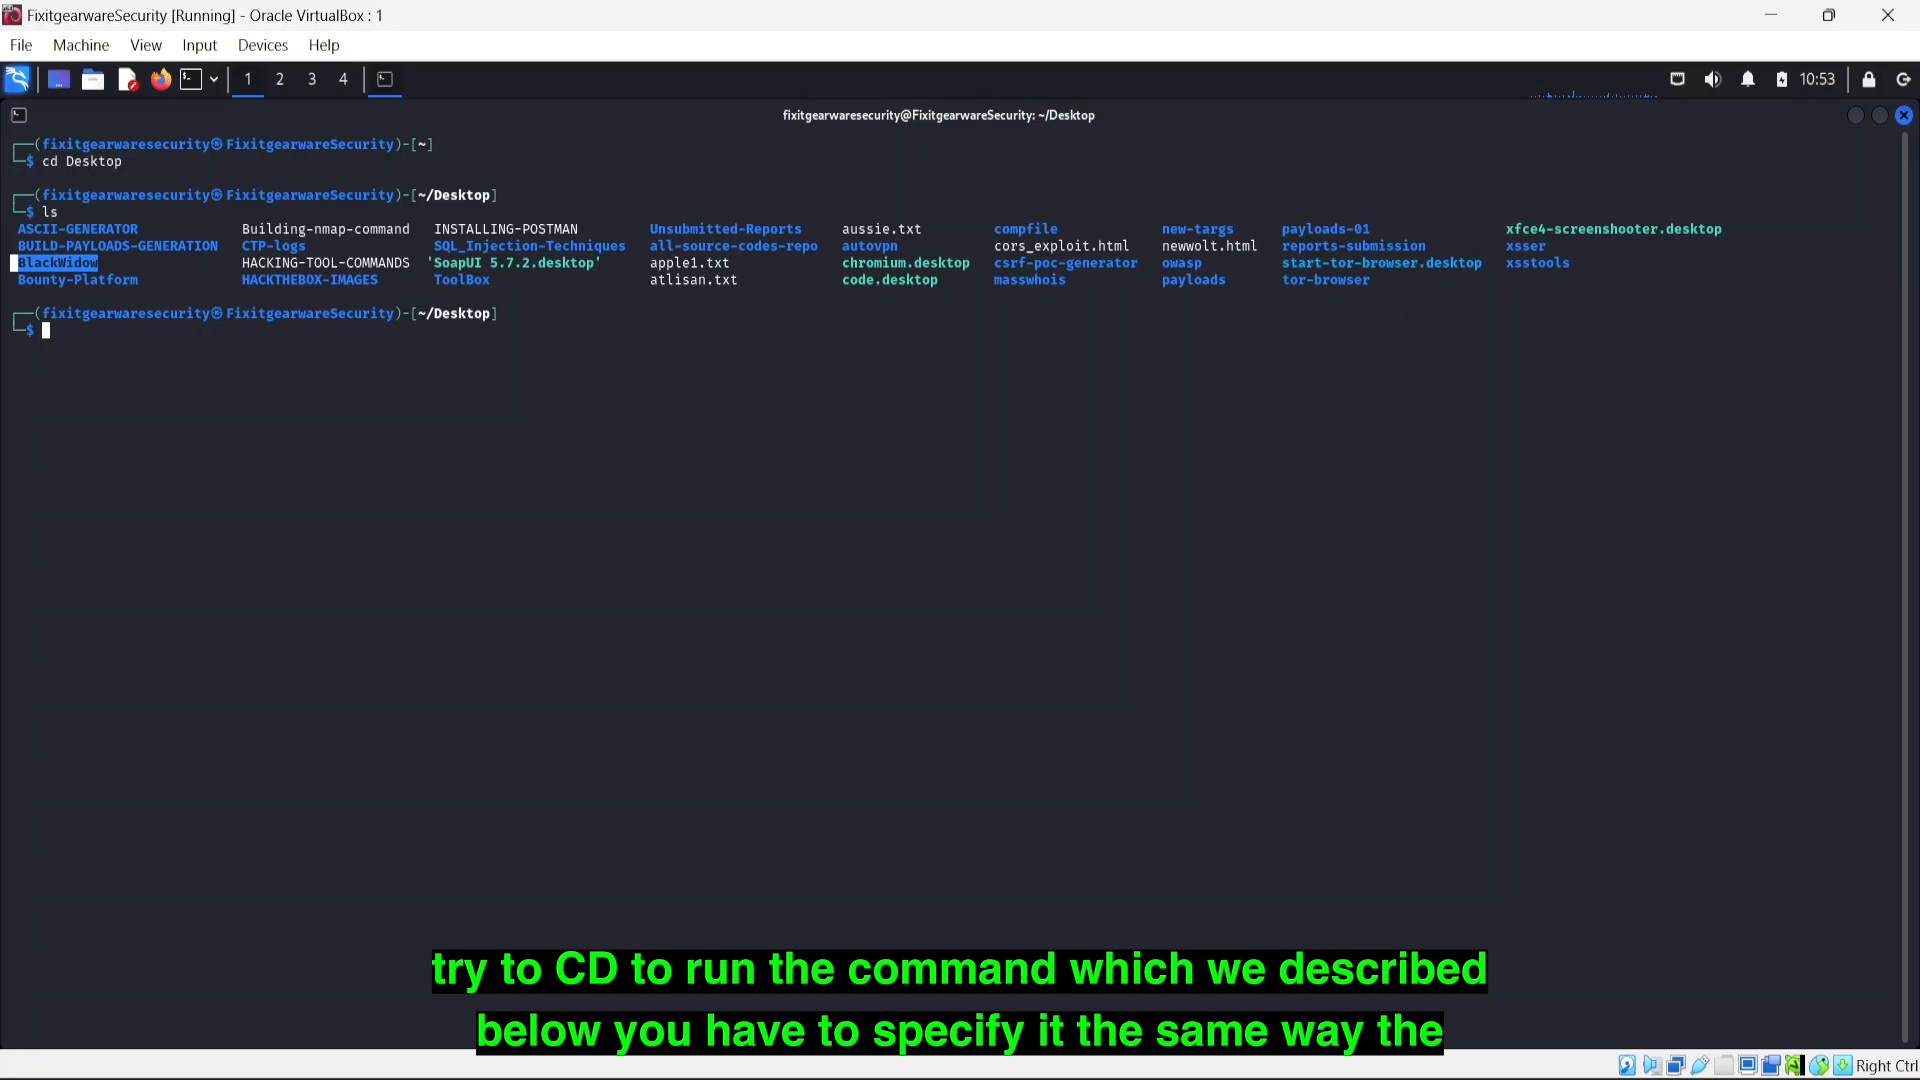 FixitgearwareSecurity [Running] - Oracle VirtualBox : 1
File Machine View Input Devices Help
1 2 3 4 10:53
fixitgearwaresecurity@FixitgearwareSecurity: ~/Desktop
(fixitgearwaresecurity㉿FixitgearwareSecurity)-[~]
$ cd Desktop
(fixitgearwaresecurity㉿FixitgearwareSecurity)-[~/Desktop]
$ ls
ASCII-GENERATOR Building-nmap-command INSTALLING-POSTMAN Unsubmitted-Reports aussie.txt compfile new-targs payloads-01 xfce4-screenshooter.desktop
BUILD-PAYLOADS-GENERATION CTP-logs SQL_Injection-Techniques all-source-codes-repo autovpn cors_exploit.html newwolt.html reports-submission xsser
BlackWidow HACKING-TOOL-COMMANDS 'SoapUI 5.7.2.desktop' apple1.txt chromium.desktop csrf-poc-generator owasp start-tor-browser.desktop xsstools
Bounty-Platform HACKTHEBOX-IMAGES ToolBox atlisan.txt code.desktop masswhois payloads tor-browser
(fixitgearwaresecurity㉿FixitgearwareSecurity)-[~/Desktop]
$
try to CD to run the command which we described
below you have to specify it the same way the
Right Ctrl